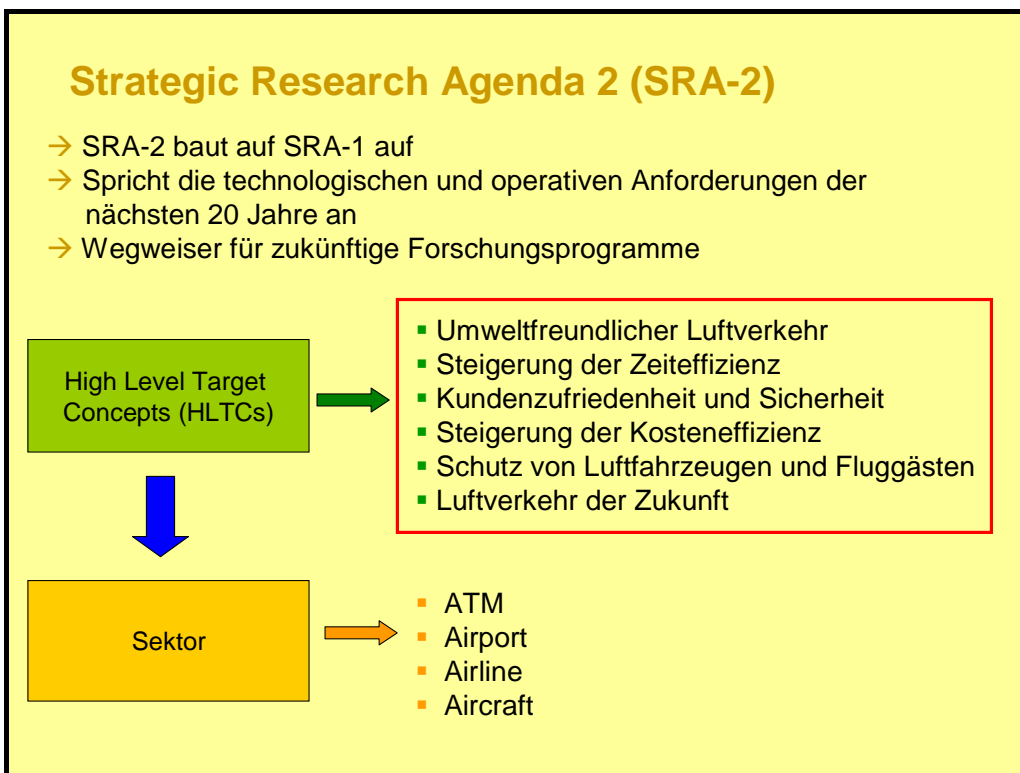 Strategic Research Agenda 2 (SRA-2)
→ SRA-2 baut auf SRA-1 auf
→ Spricht die technologischen und operativen Anforderungen der
nächsten 20 Jahre an
→ Wegweiser für zukünftige Forschungsprogramme
High Level Target
Concepts (HLTCs)
▪ Umweltfreundlicher Luftverkehr
▪ Steigerung der Zeiteffizienz
▪ Kundenzufriedenheit und Sicherheit
▪ Steigerung der Kosteneffizienz
▪ Schutz von Luftfahrzeugen und Fluggästen
▪ Luftverkehr der Zukunft
Sektor
▪ ATM
▪ Airport
▪ Airline
▪ Aircraft